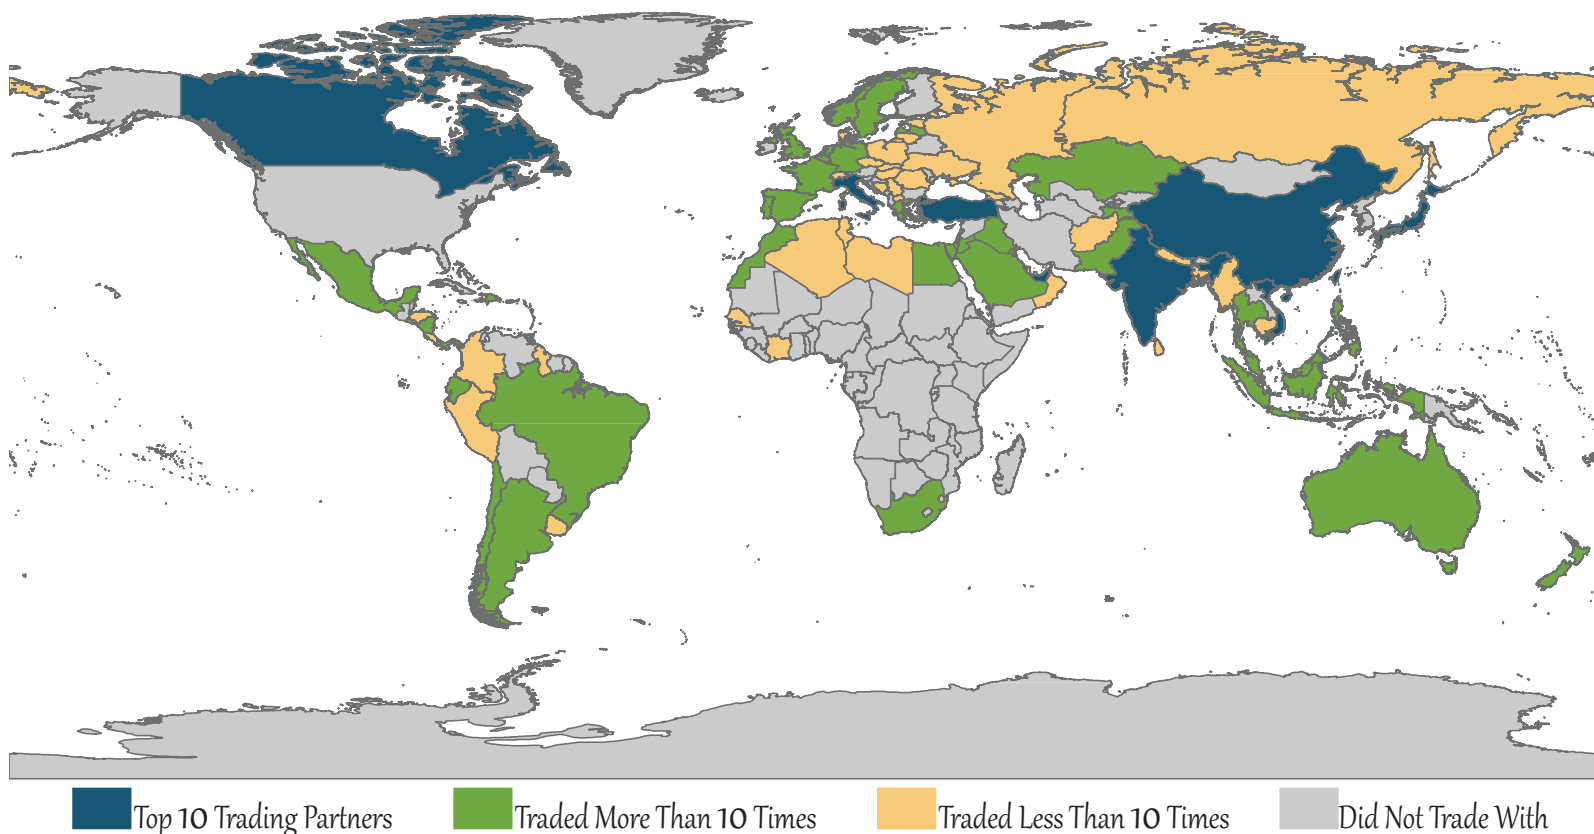 Top 10 Trading Partners
Traded More Than 10 Times
Traded Less Than 10 Times
Did Not Trade With